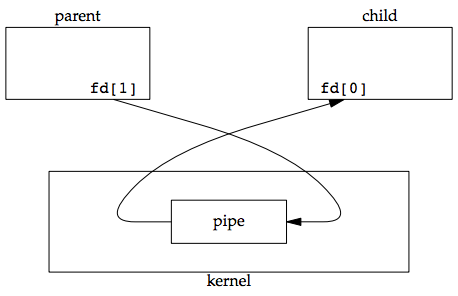 parent
child
fd[1]
fd[0]
pipe
kernel